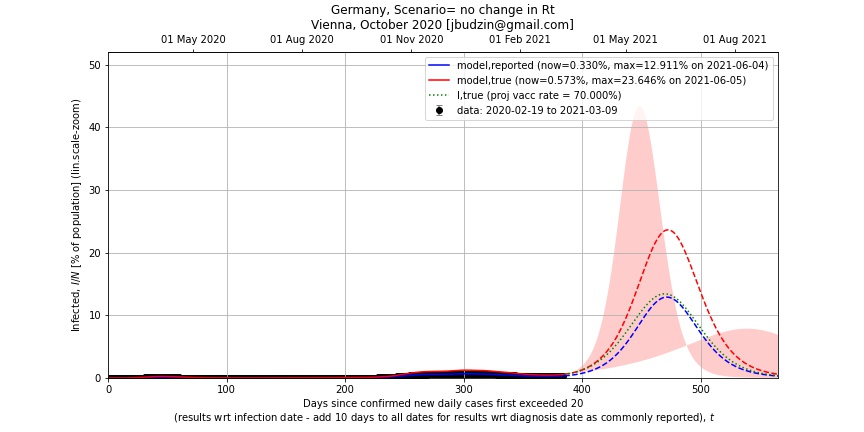 Germany, Scenario= no change in Rt
Vienna, October 2020 [jbudzin@gmail.com]
01 May 2020 01 Aug 2020 01 Nov 2020 01 Feb 2021 01 May 2021 01 Aug 2021
model,reported (now=0.330%, max=12.911% on 2021-06-04)
model,true (now=0.573%, max=23.646% on 2021-06-05)
I,true (proj vacc rate = 70.000%)
data: 2020-02-19 to 2021-03-09
Infected, I/N [% of population] (lin.scale-zoom)
50
40
30
20
10
0
0 100 200 300 400 500
Days since confirmed new daily cases first exceeded 20
(results wrt infection date - add 10 days to all dates for results wrt diagnosis date as commonly reported), t